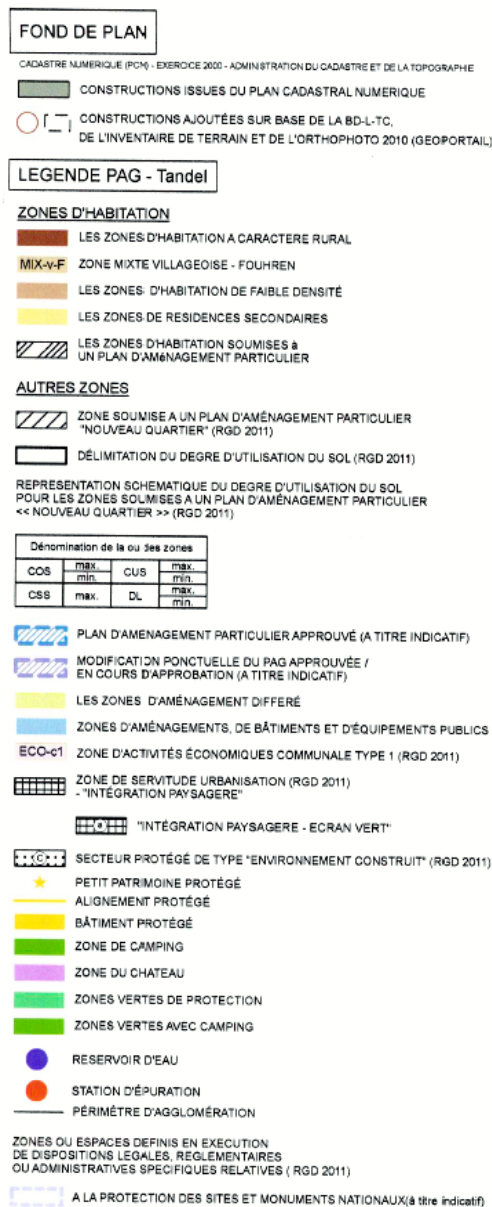 FOND DE PLAN
CADASTRE NUMERIQUE (PCN) - EXERCICE 2000 - ADMINISTRATION DU CADASTRE ET DE LA TOPOGRAPHIE
CONSTRUCTIONS ISSUES DU PLAN CADASTRAL NUMERIQUE
CONSTRUCTIONS AJOUTÉES SUR BASE DE LA BD-L-TC,
DE L'INVENTAIRE DE TERRAIN ET DE L'ORTHOPHOTO 2010 (GEOPORTAIL)
LEGENDE PAG - Tandel
ZONES D'HABITATION
LES ZONES D'HABITATION A CARACTERE RURAL
MIX-v-F ZONE MIXTE VILLAGEOISE - FOUHREN
LES ZONES D'HABITATION DE FAIBLE DENSITÉ
LES ZONES DE RESIDENCES SECONDAIRES
LES ZONES D'HABITATION SOUMISES à
UN PLAN D'AMéNAGEMENT PARTICULIER
AUTRES ZONES
ZONE SOUMISE A UN PLAN D'AMÉNAGEMENT PARTICULIER
"NOUVEAU QUARTIER" (RGD 2011)
DÉLIMITATION DU DEGRE D'UTILISATION DU SOL (RGD 2011)
REPRESENTATION SCHEMATIQUE DU DEGRE D'UTILISATION DU SOL
POUR LES ZONES SOUMISES A UN PLAN D'AMÉNAGEMENT PARTICULIER
<< NOUVEAU QUARTIER >> (RGD 2011)
Dénomination de la ou des zones
COS max. min. CUS max. min.
CSS max. DL max. min.
PLAN D'AMENAGEMENT PARTICULIER APPROUVÉ (A TITRE INDICATIF)
MODIFICATION PONCTUELLE DU PAG APPROUVÉE /
EN COURS D'APPROBATION (A TITRE INDICATIF)
LES ZONES D'AMÉNAGEMENT DIFFERÉ
ZONES D'AMÉNAGEMENTS, DE BÂTIMENTS ET D'ÉQUIPEMENTS PUBLICS
ECO-c1 ZONE D'ACTIVITÉS ÉCONOMIQUES COMMUNALE TYPE 1 (RGD 2011)
ZONE DE SERVITUDE URBANISATION (RGD 2011)
- "INTÉGRATION PAYSAGERE"
"INTÉGRATION PAYSAGERE - ECRAN VERT"
C SECTEUR PROTÉGÉ DE TYPE "ENVIRONNEMENT CONSTRUIT" (RGD 2011)
PETIT PATRIMOINE PROTÉGÉ
ALIGNEMENT PROTÉGÉ
BÂTIMENT PROTÉGÉ
ZONE DE CAMPING
ZONE DU CHATEAU
ZONES VERTES DE PROTECTION
ZONES VERTES AVEC CAMPING
RESERVOIR D'EAU
STATION D'ÉPURATION
PÉRIMÈTRE D'AGGLOMÉRATION
ZONES OU ESPACES DEFINIS EN EXECUTION
DE DISPOSITIONS LEGALES, REGLEMENTAIRES
OU ADMINISTRATIVES SPECIFIQUES RELATIVES ( RGD 2011)
A LA PROTECTION DES SITES ET MONUMENTS NATIONAUX(à titre indicatif)